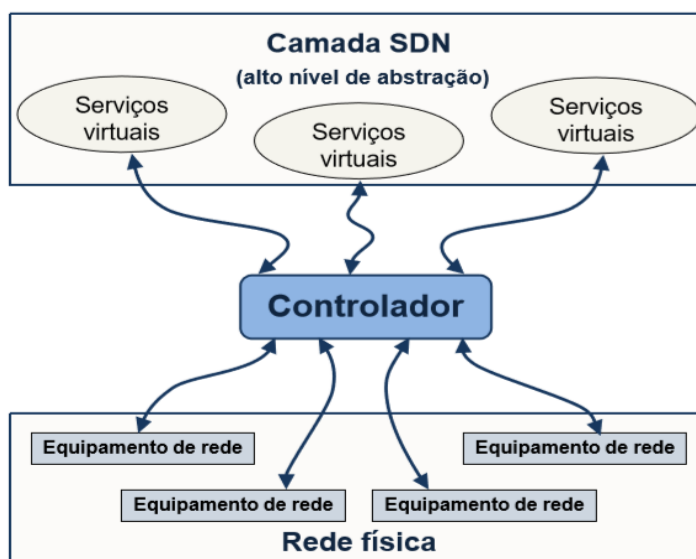 Camada SDN
(alto nível de abstração)
Serviços
virtuais
Serviços
virtuais
Serviços
virtuais
Controlador
Equipamento de rede
Equipamento de rede
Equipamento de rede
Equipamento de rede
Rede física